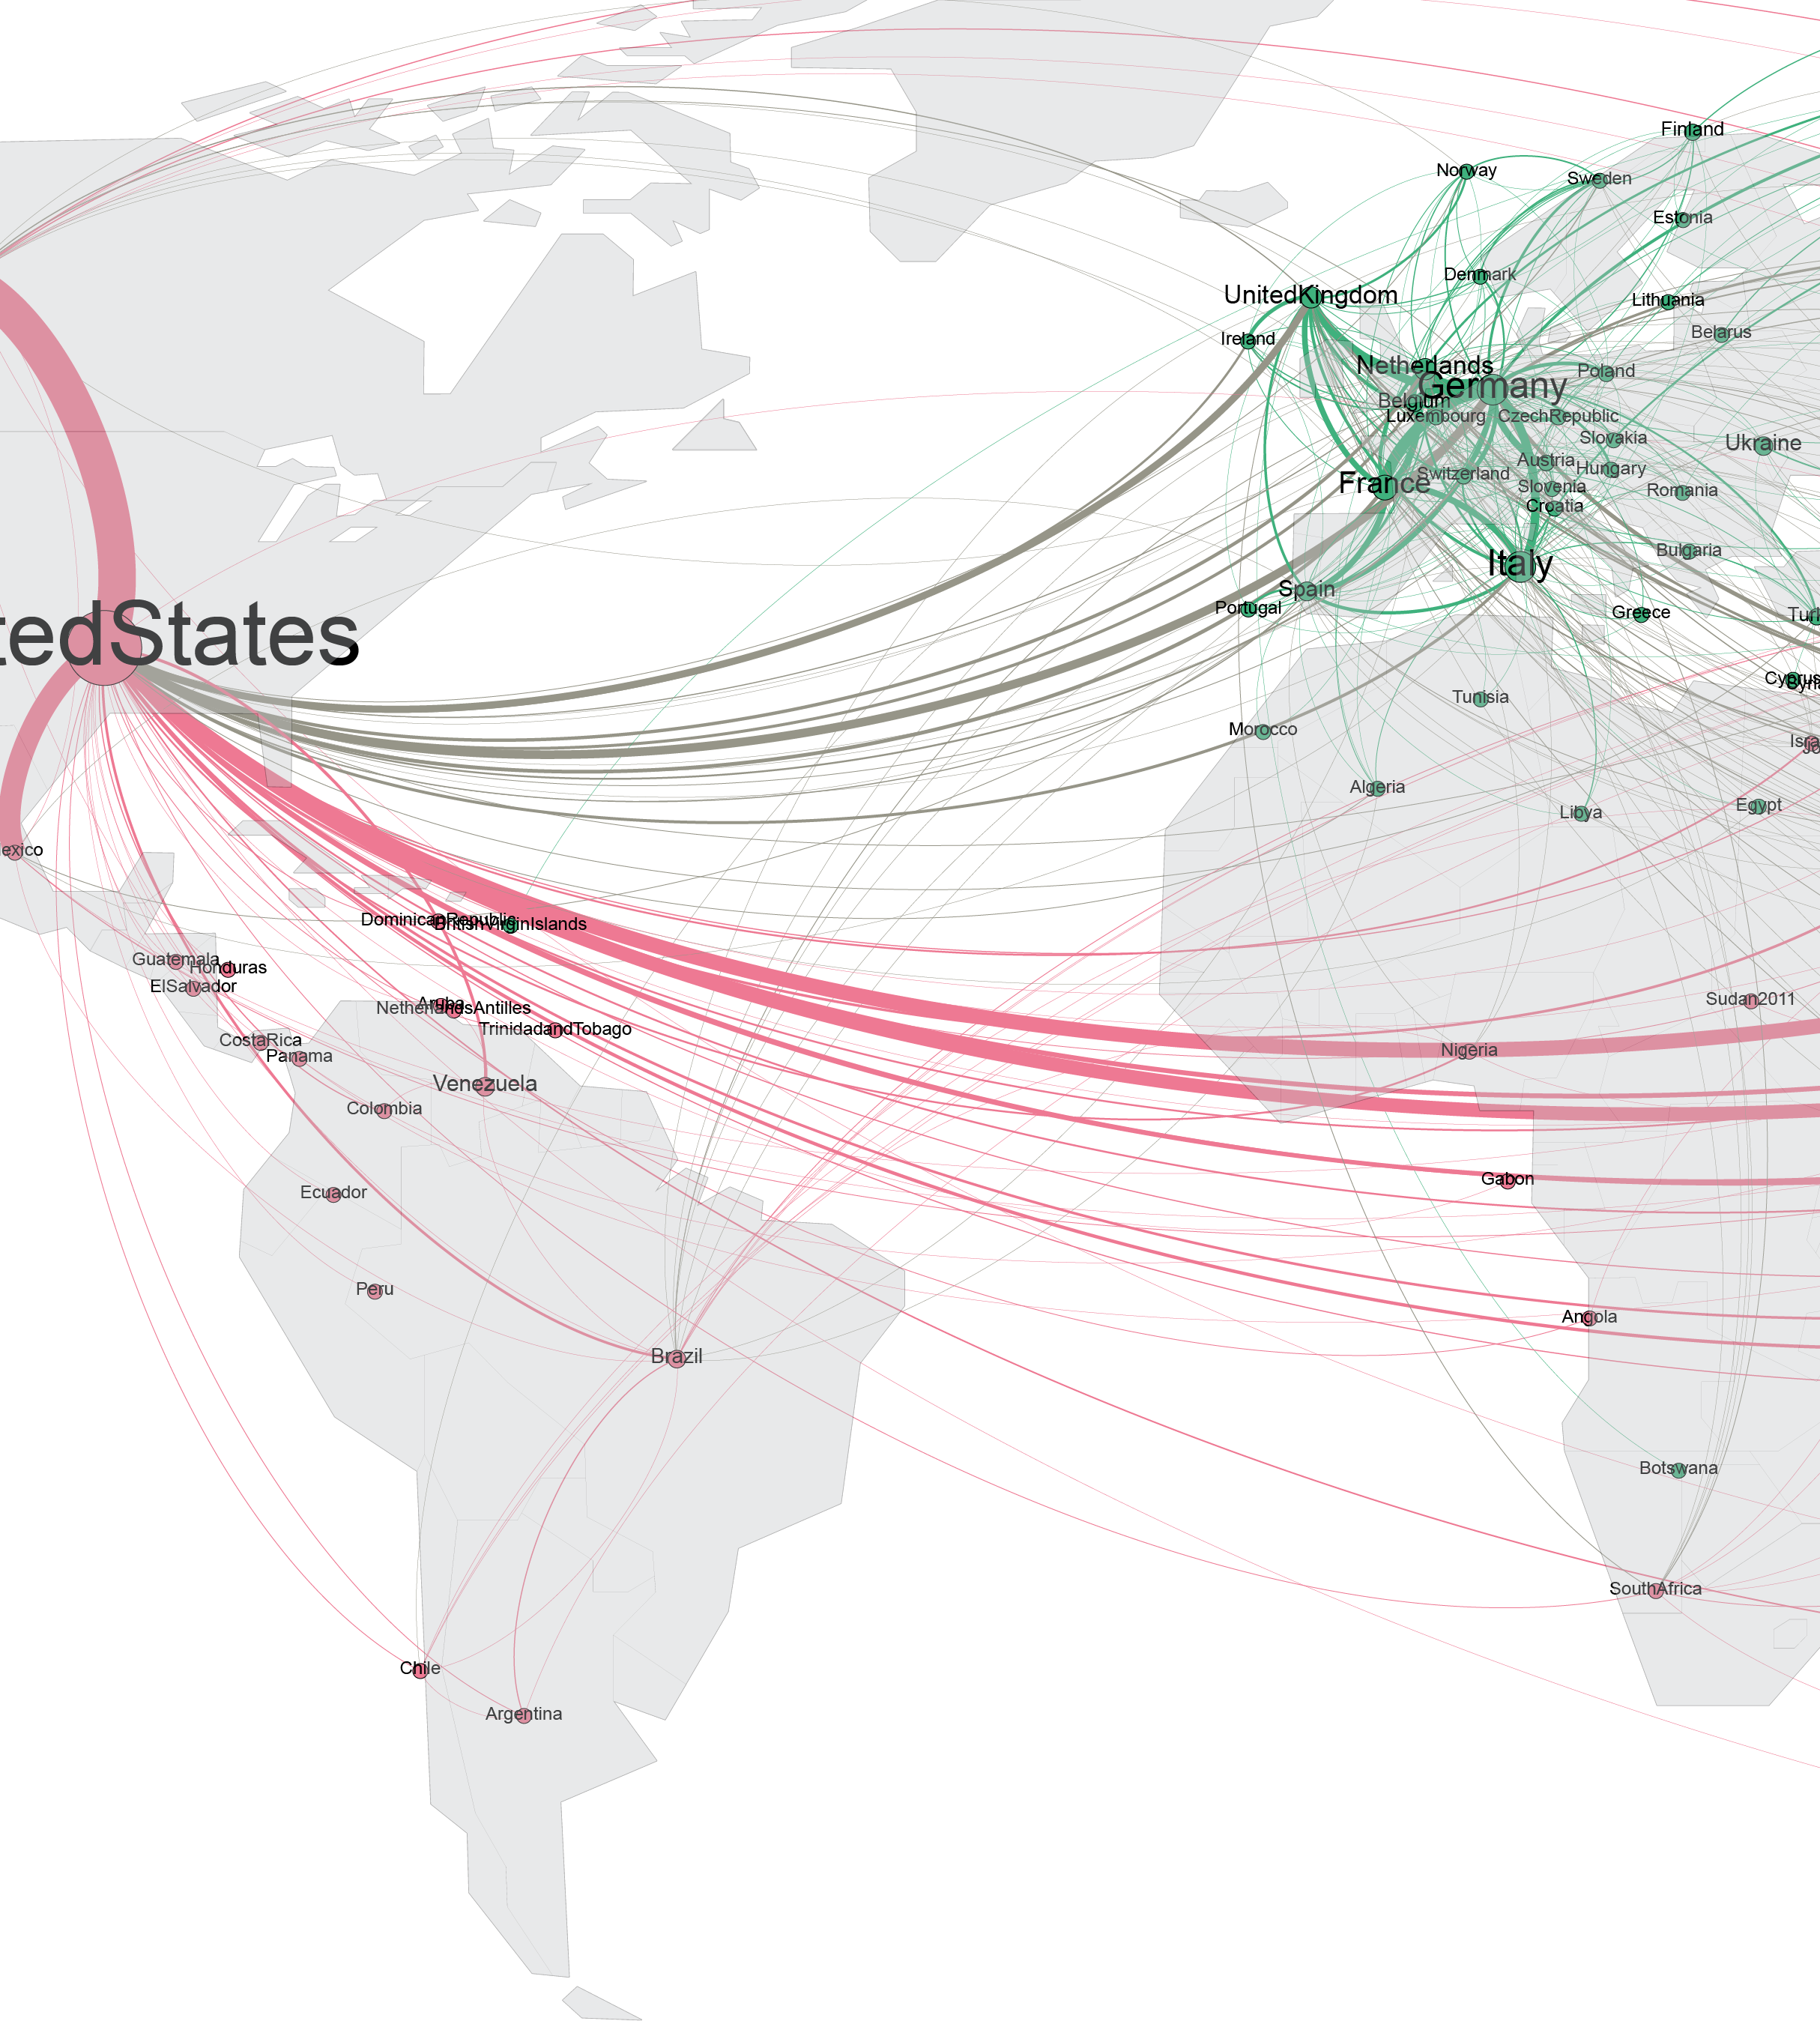 Finland
Norway
Sweden
Estonia
Denmark
UnitedKingdom
Lithuania
Belarus
Ireland
Netherlands
Poland
Germany
Belgium
Luxembourg
CzechRepublic
Slovakia
Ukraine
Austria
Hungary
Switzerland
France
Slovenia
Romania
Croatia
Bulgaria
Italy
Spain
Portugal
Greece
Tur
tedStates
Cyprus
Syri
Tunisia
Morocco
Isra
Jo
Algeria
Egypt
Libya
exico
DominicanRepublic
BritishVirginIslands
Guatemala
Honduras
ElSalvador
Sudan2011
Aruba
NetherlandsAntilles
TrinidadandTobago
CostaRica
Panama
Nigeria
Venezuela
Colombia
Gabon
Ecuador
Peru
Angola
Brazil
Botswana
SouthAfrica
Chile
Argentina